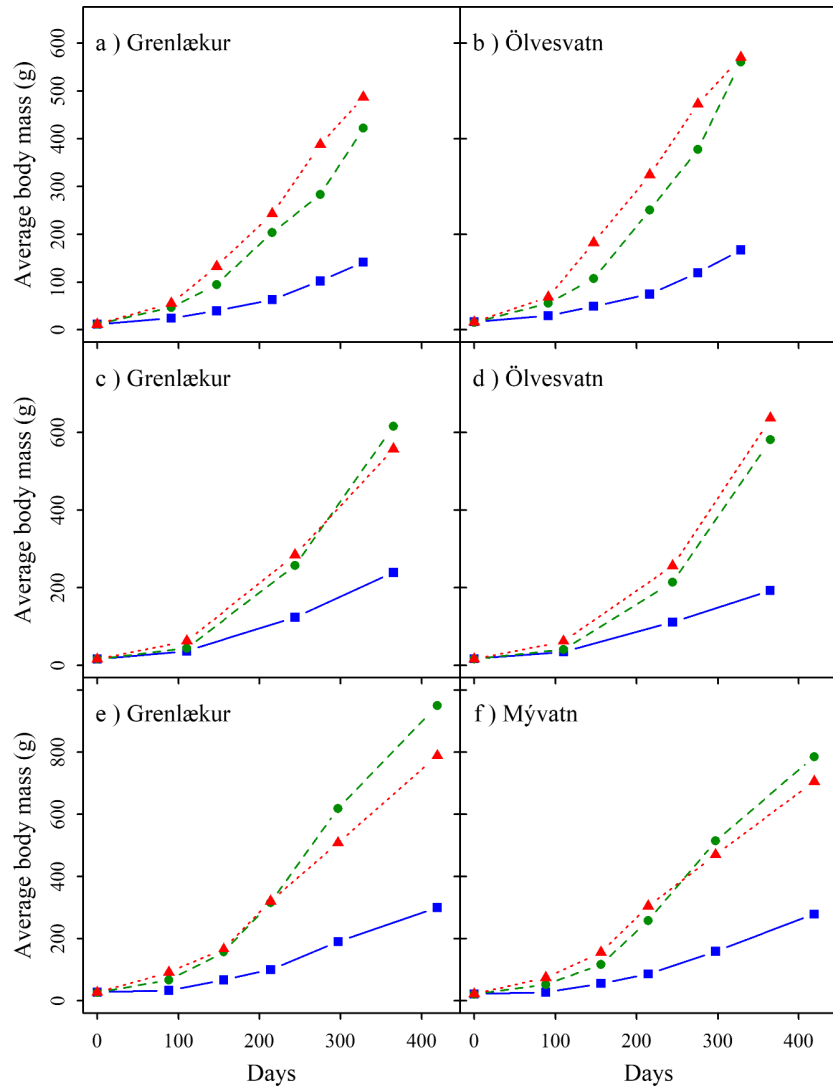 a ) Grenlækur
b ) Ölvesvatn
Average body mass (g)
600
500
400
300
200
100
0
c ) Grenlækur
d ) Ölvesvatn
Average body mass (g)
600
400
200
0
e ) Grenlækur
f ) Mývatn
Average body mass (g)
800
600
400
200
0
0 100 200 300 400
0 100 200 300 400
Days
Days